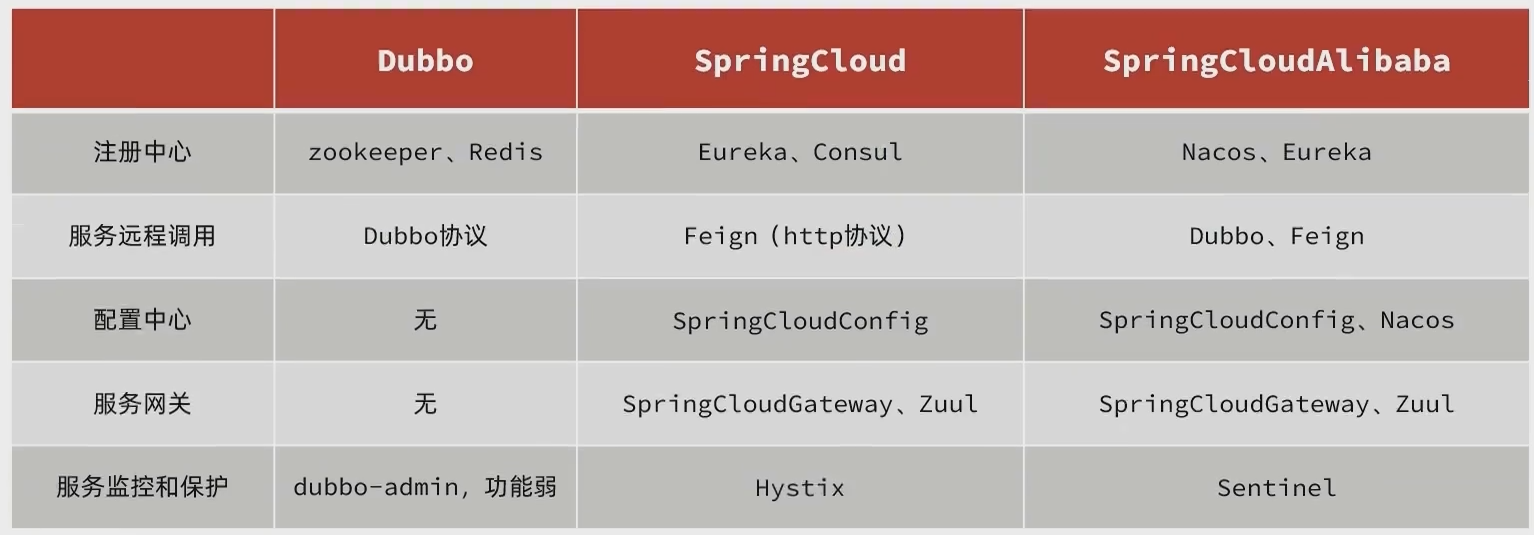 Dubbo SpringCloud SpringCloudAlibaba
注册中心 zookeeper、Redis Eureka、Consul Nacos、Eureka
服务远程调用 Dubbo协议 Feign（http协议） Dubbo、Feign
配置中心 无 SpringCloudConfig SpringCloudConfig、Nacos
服务网关 无 SpringCloudGateway、Zuul SpringCloudGateway、Zuul
服务监控和保护 dubbo-admin，功能弱 Hystix Sentinel